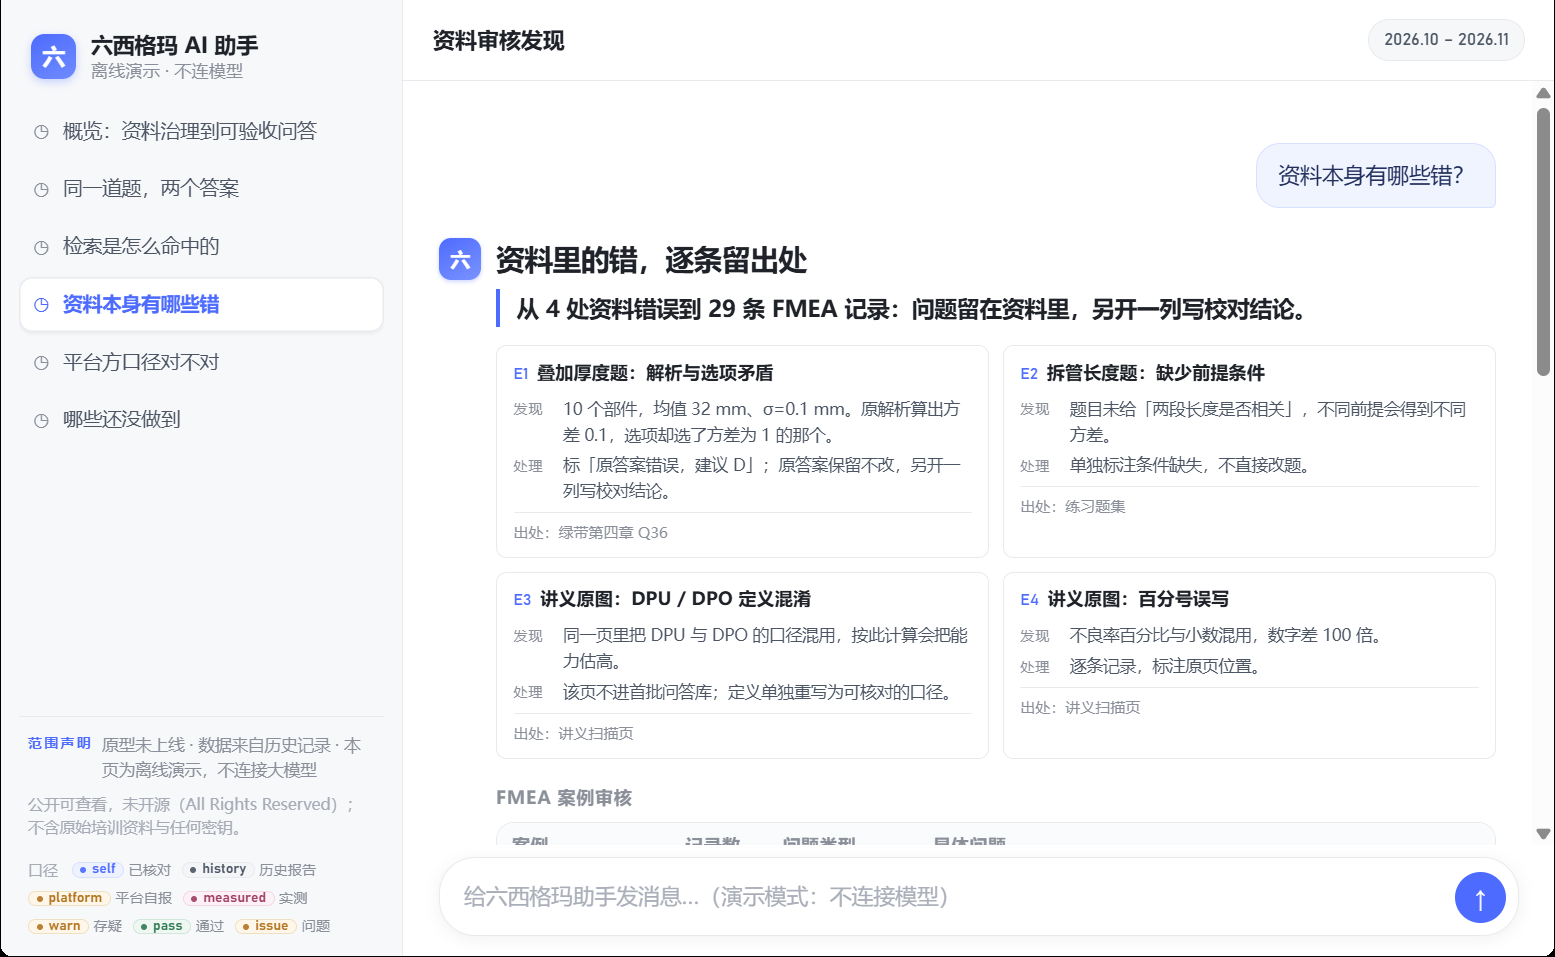 六
六西格玛 AI 助手
离线演示 · 不连模型
概览：资料治理到可验收问答
同一道题，两个答案
检索是怎么命中的
资料本身有哪些错
平台方口径对不对
哪些还没做到
范围声明 原型未上线 · 数据来自历史记录 · 本
页为离线演示，不连接大模型
公开可查看，未开源（All Rights Reserved）；
不含原始培训资料与任何密钥。
口径 self 已核对 history 历史报告
platform 平台自报 measured 实测
warn 存疑 pass 通过 issue 问题
资料审核发现
2026.10 – 2026.11
资料本身有哪些错？
六
资料里的错，逐条留出处
从 4 处资料错误到 29 条 FMEA 记录：问题留在资料里，另开一列写校对结论。
E1 叠加厚度题：解析与选项矛盾
发现 10 个部件，均值 32 mm、σ=0.1 mm。原解析算出方
差 0.1，选项却选了方差为 1 的那个。
处理 标「原答案错误，建议 D」；原答案保留不改，另开一
列写校对结论。
出处：绿带第四章 Q36
E2 拆管长度题：缺少前提条件
发现 题目未给「两段长度是否相关」，不同前提会得到不同
方差。
处理 单独标注条件缺失，不直接改题。
出处：练习题集
E3 讲义原图：DPU / DPO 定义混淆
发现 同一页里把 DPU 与 DPO 的口径混用，按此计算会把能
力估高。
处理 该页不进首批问答库；定义单独重写为可核对的口径。
出处：讲义扫描页
E4 讲义原图：百分号误写
发现 不良率百分比与小数混用，数字差 100 倍。
处理 逐条记录，标注原页位置。
出处：讲义扫描页
FMEA 案例审核
案例 记录数 问题类型 具体问题
给六西格玛助手发消息...（演示模式：不连接模型）